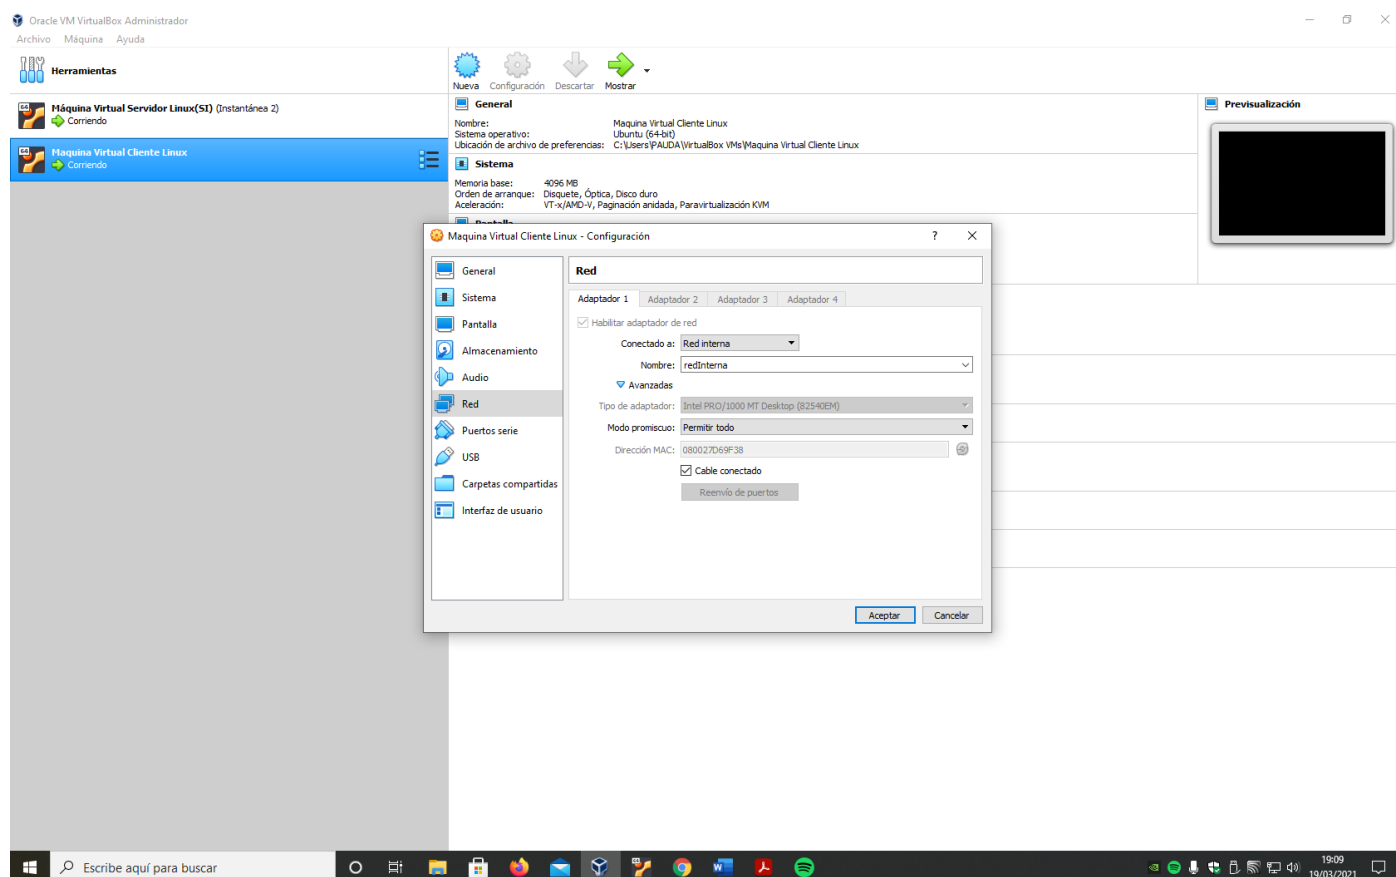 Oracle VM VirtualBox Administrador
Archivo Máquina Ayuda
Herramientas
Nueva Configuración Descartar Mostrar
64
Máquina Virtual Servidor Linux(SI) (Instantánea 2)
Corriendo
64
Maquina Virtual Cliente Linux
Corriendo
General
Nombre: Maquina Virtual Cliente Linux
Sistema operativo: Ubuntu (64-bit)
Ubicación de archivo de preferencias: C:\Users\PAUDA\VirtualBox VMs\Maquina Virtual Cliente Linux
Sistema
Memoria base: 4096 MB
Orden de arranque: Disquete, Óptica, Disco duro
Aceleración: VT-x/AMD-V, Paginación anidada, Paravirtualización KVM
Pantalla
Previsualización
Maquina Virtual Cliente Linux - Configuración
General
Sistema
Pantalla
Almacenamiento
Audio
Red
Puertos serie
USB
Carpetas compartidas
Interfaz de usuario
Red
Adaptador 1 Adaptador 2 Adaptador 3 Adaptador 4
Habilitar adaptador de red
Conectado a: Red interna
Nombre: redInterna
Avanzadas
Tipo de adaptador: Intel PRO/1000 MT Desktop (82540EM)
Modo promiscuo: Permitir todo
Dirección MAC: 080027D69F38
Cable conectado
Reenvío de puertos
Aceptar Cancelar
Escribe aquí para buscar
19:09
19/03/2021